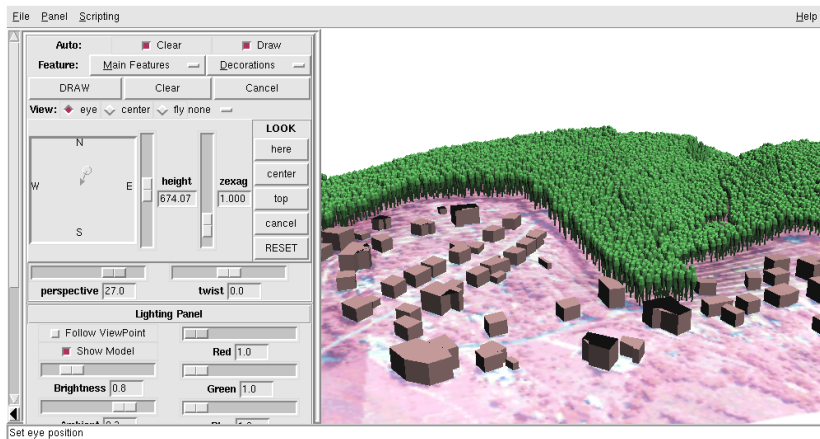 File Panel Scripting Help
Auto: Clear Draw
Feature: Main Features Decorations
DRAW Clear Cancel
View: eye center fly none
LOOK
N
here
W E
height zexag
center
674.07 1.000
top
S
cancel
RESET
perspective 27.0 twist 0.0
Lighting Panel
Follow ViewPoint
Show Model Red 1.0
Brightness 0.8 Green 1.0
Set eye position